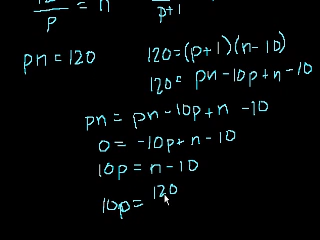 p = n
p+1
pn = 120
120 = (p+1)(n-10)
120 = pn-10p+n-10
pn = pn-10p+n-10
0 = -10p+n-10
10p = n-10
10p = 120